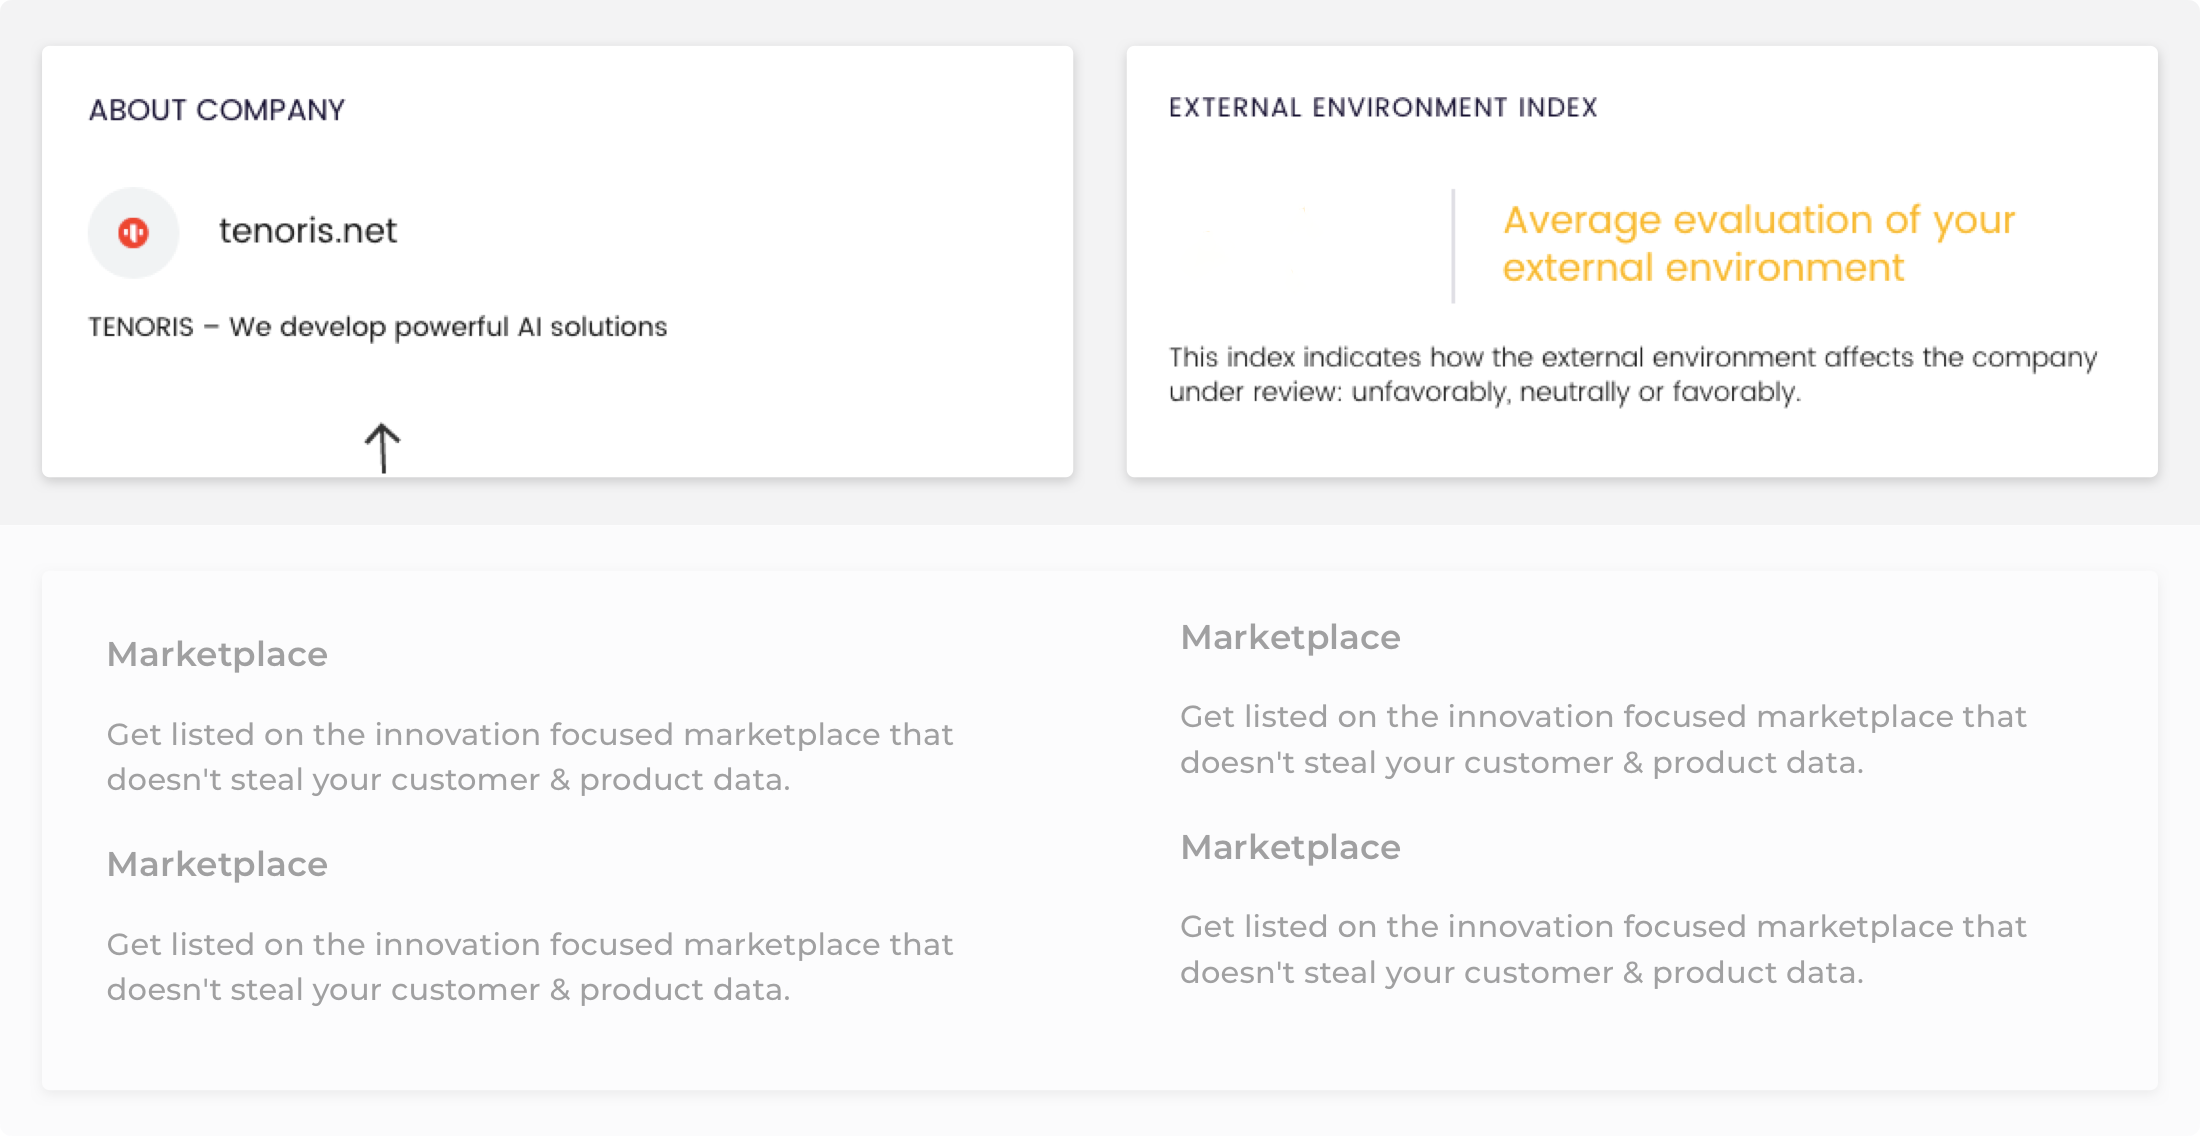 ABOUT COMPANY
tenoris.net
TENORIS – We develop powerful AI solutions
EXTERNAL ENVIRONMENT INDEX
Average evaluation of your
external environment
This index indicates how the external environment affects the company
under review: unfavorably, neutrally or favorably.
Marketplace
Get listed on the innovation focused marketplace that
doesn't steal your customer & product data.
Marketplace
Get listed on the innovation focused marketplace that
doesn't steal your customer & product data.
Marketplace
Get listed on the innovation focused marketplace that
doesn't steal your customer & product data.
Marketplace
Get listed on the innovation focused marketplace that
doesn't steal your customer & product data.